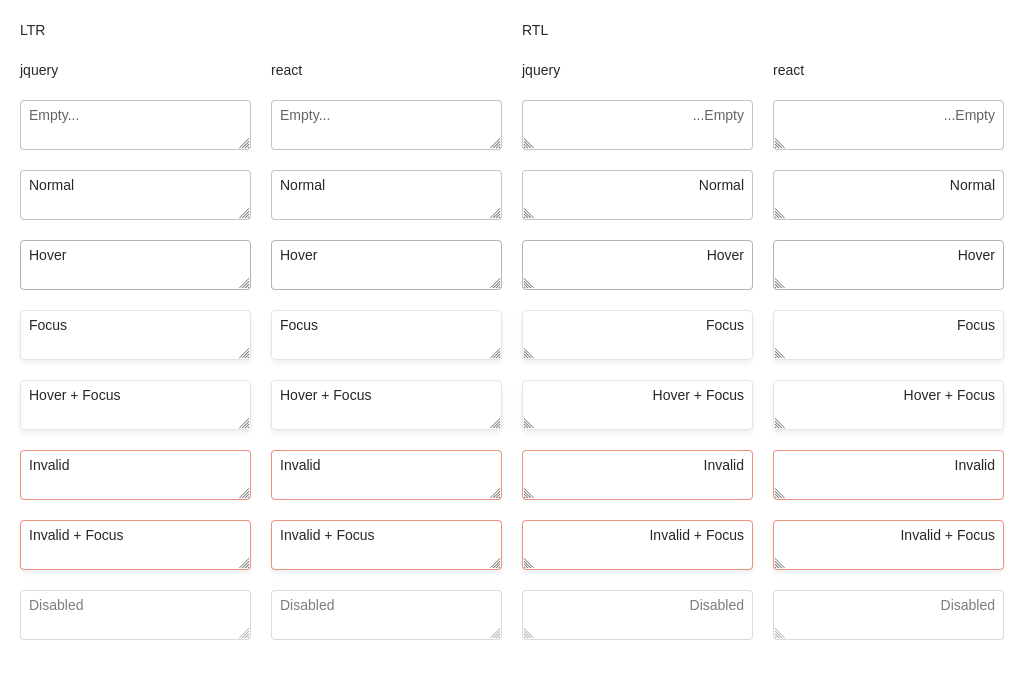 LTR RTL
jquery react jquery react
Empty... Empty... ...Empty ...Empty
Normal Normal Normal Normal
Hover Hover Hover Hover
Focus Focus Focus Focus
Hover + Focus Hover + Focus Hover + Focus Hover + Focus
Invalid Invalid Invalid Invalid
Invalid + Focus Invalid + Focus Invalid + Focus Invalid + Focus
Disabled Disabled Disabled Disabled